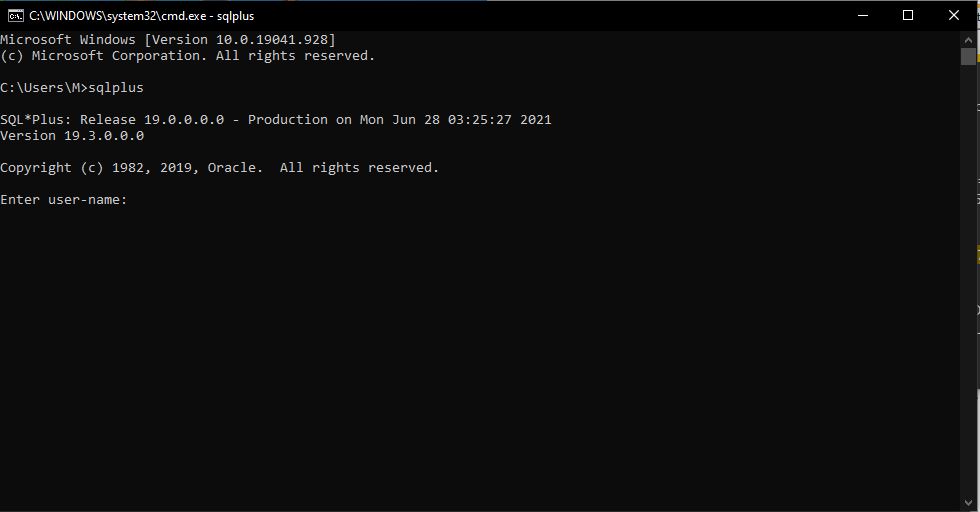 C:\WINDOWS\system32\cmd.exe - sqlplus
Microsoft Windows [Version 10.0.19041.928]
(c) Microsoft Corporation. All rights reserved.
C:\Users\M>sqlplus
SQL*Plus: Release 19.0.0.0.0 - Production on Mon Jun 28 03:25:27 2021
Version 19.3.0.0.0
Copyright (c) 1982, 2019, Oracle.  All rights reserved.
Enter user-name: